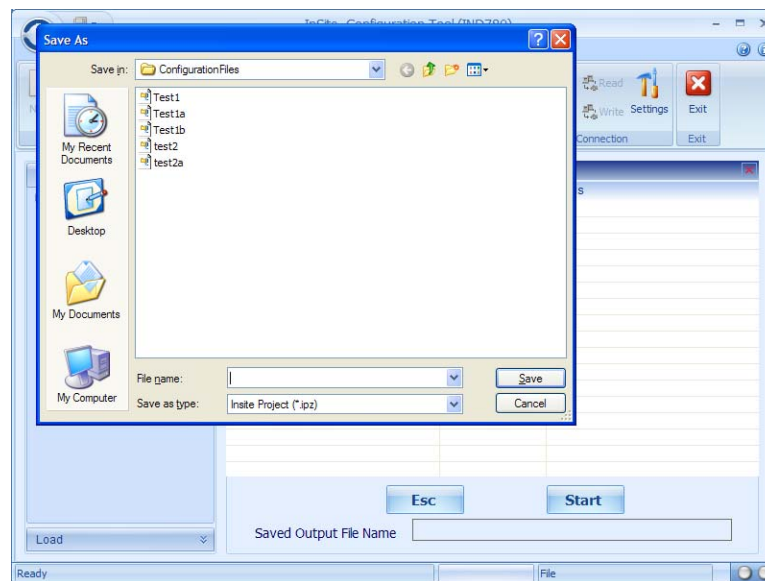 InSite Configuration Tool (IND780)
Save As
Save in:
ConfigurationFiles
My Recent
Documents
Desktop
My Documents
My Computer
Test1
Test1a
Test1b
test2
test2a
File name:
Save as type:
Insite Project (*.ipz)
Save
Cancel
Read
Write
Settings
Exit
Connection
Exit
s
Esc
Start
Saved Output File Name
Load
Ready
File